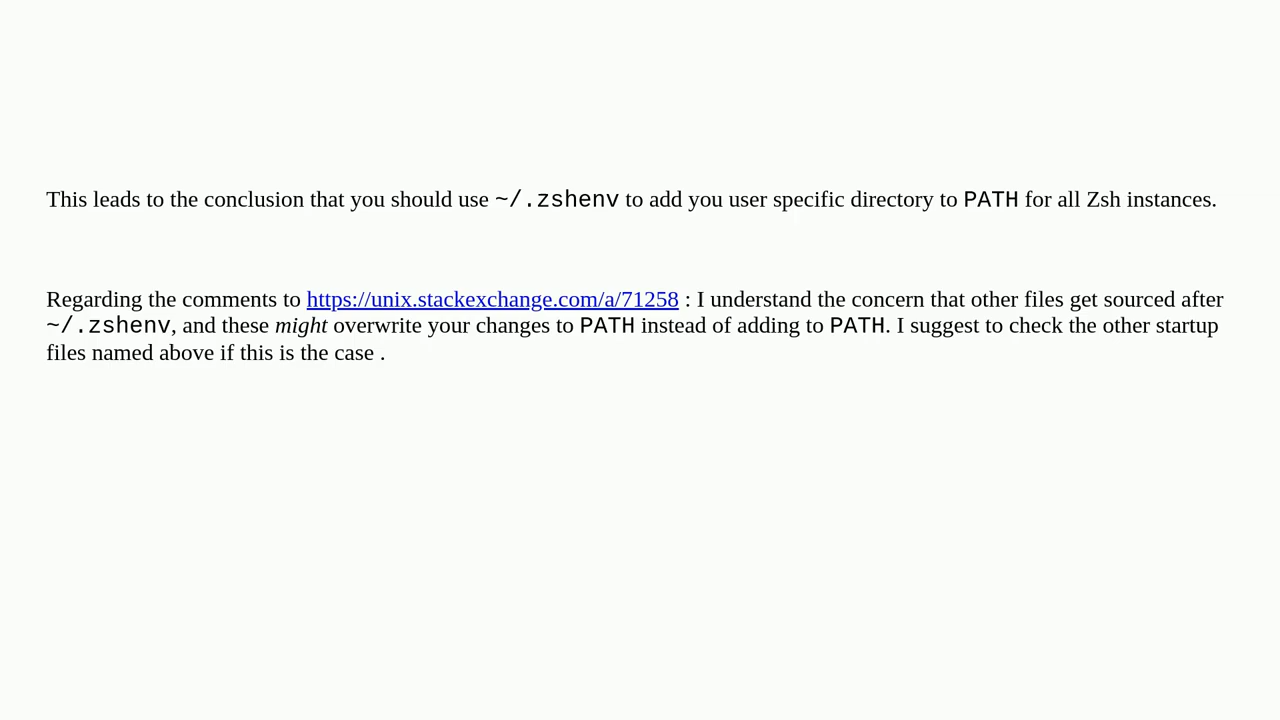 This leads to the conclusion that you should use ~/.zshenv to add you user specific directory to PATH for all Zsh instances.
Regarding the comments to https://unix.stackexchange.com/a/71258 : I understand the concern that other files get sourced after
~/.zshenv, and these might overwrite your changes to PATH instead of adding to PATH. I suggest to check the other startup
files named above if this is the case .